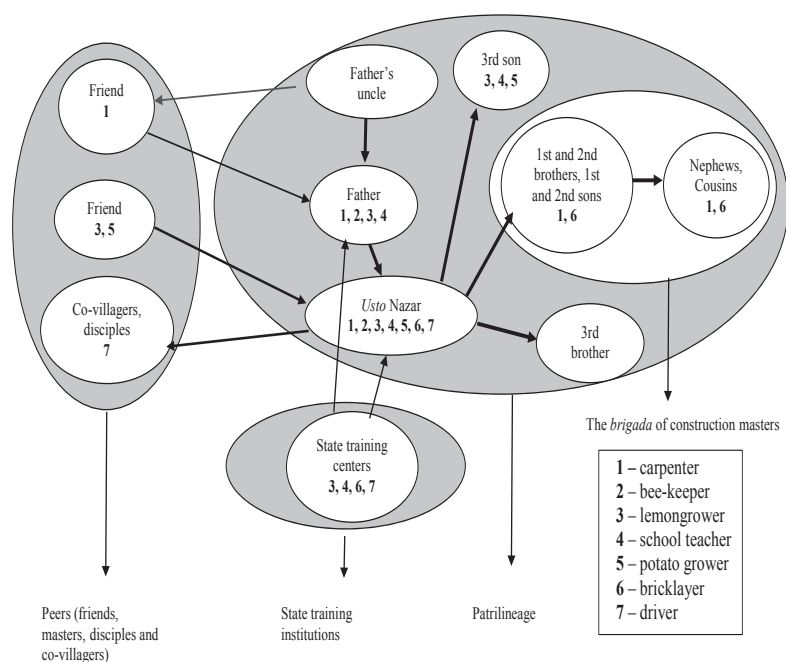 Friend
1
Friend
3, 5
Co-villagers,
disciples
7
Father's
uncle
3rd son
3, 4, 5
1st and 2nd
brothers, 1st
and 2nd sons
1, 6
Nephews,
Cousins
1, 6
Father
1, 2, 3, 4
Usto Nazar
1, 2, 3, 4, 5, 6, 7
3rd
brother
State training
centers
3, 4, 6, 7
The brigada of construction masters
1 – carpenter
2 – bee-keeper
3 – lemongrower
4 – school teacher
5 – potato grower
6 – bricklayer
7 – driver
Peers (friends,
masters, disciples and
co-villagers)
State training
institutions
Patrilineage